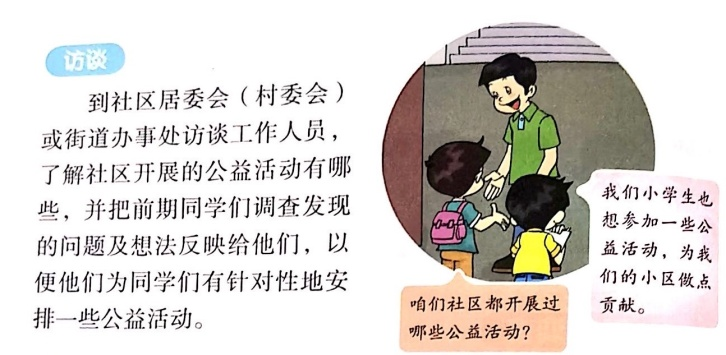 访谈
到社区居委会（村委会）
或街道办事处访谈工作人员，
了解社区开展的公益活动有哪
些，并把前期同学们调查发现
的问题及想法反映给他们，以
便他们为同学们有针对性地安
排一些公益活动。
我们小学生也
想参加一些公
益活动，为我
们的小区做点
贡献。
咱们社区都开展过
哪些公益活动？